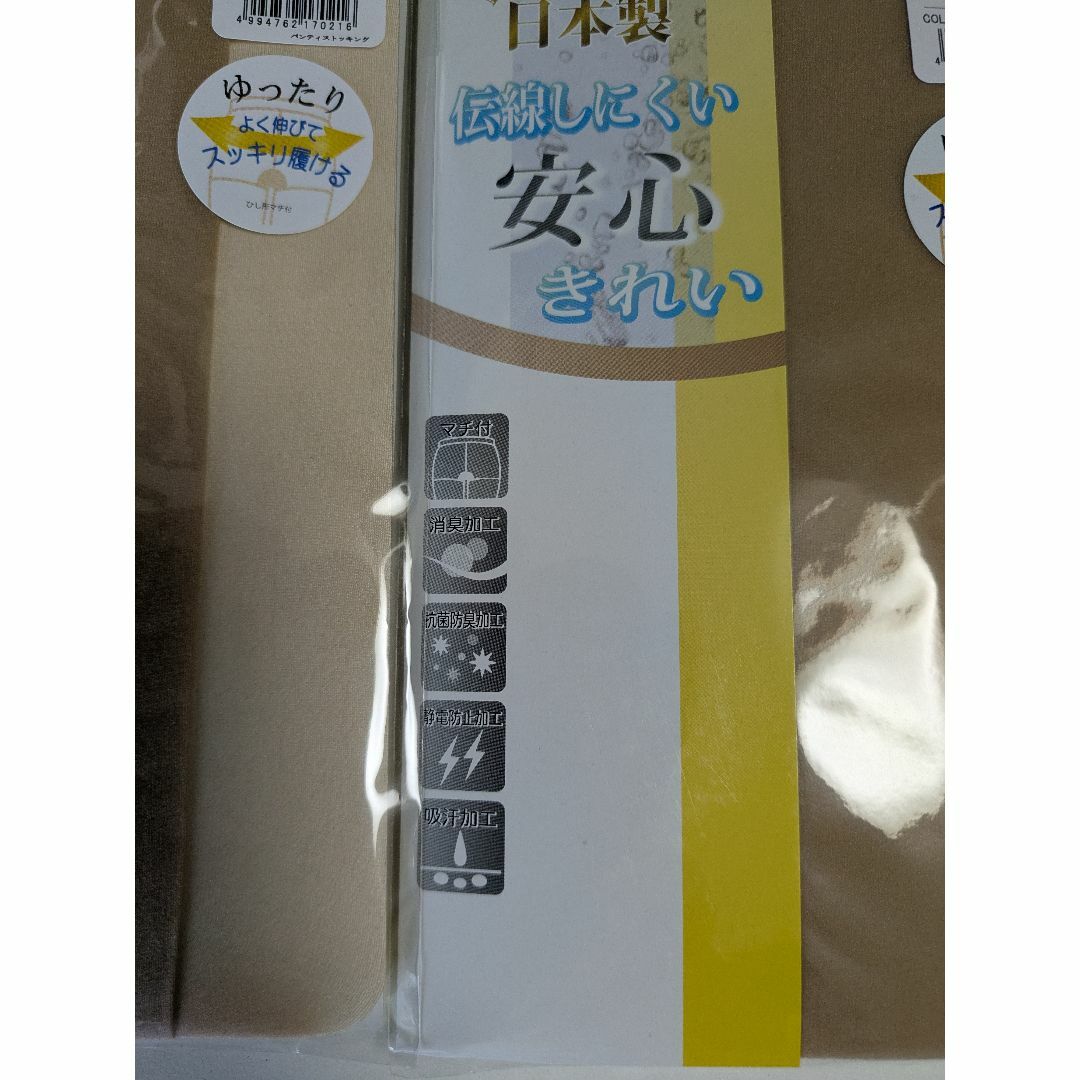 4994762170216
パンティストッキング
ゆったり
よく伸びて
スッキリ履ける
ひし形マチ付
日本製
伝線しにくい
安心
きれい
マチ付
消臭加工
抗菌防臭加工
静電防止加工
吸汗加工
COL